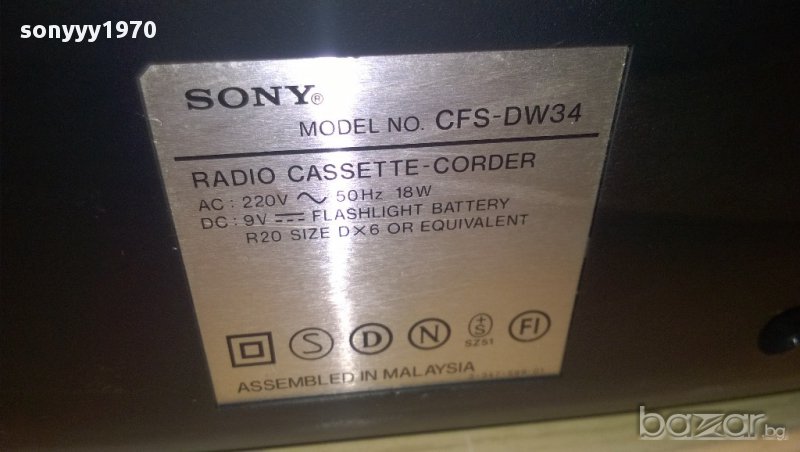 sonyyy1970
SONY®
MODEL NO. CFS-DW34
RADIO CASSETTE-CORDER
AC: 220V ～ 50Hz 18W
DC: 9V ⎓ FLASHLIGHT BATTERY
R20 SIZE D×6 OR EQUIVALENT
S D N +S FI
SZ61
ASSEMBLED IN MALAYSIA
bazar.bg